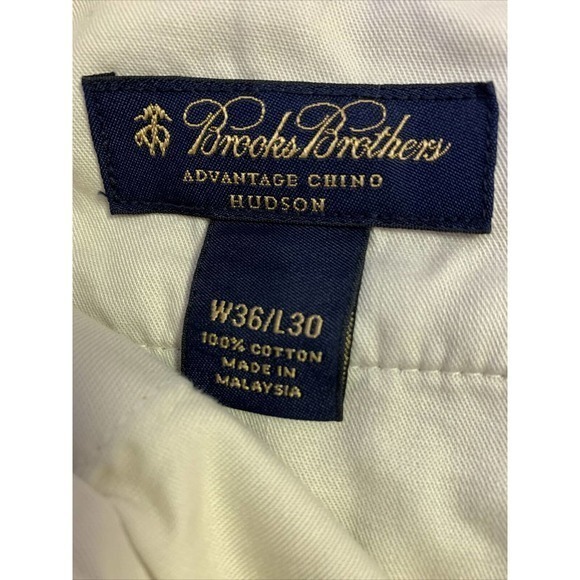 Brooks Brothers
ADVANTAGE CHINO
HUDSON
W36/L30
100% COTTON
MADE IN
MALAYSIA